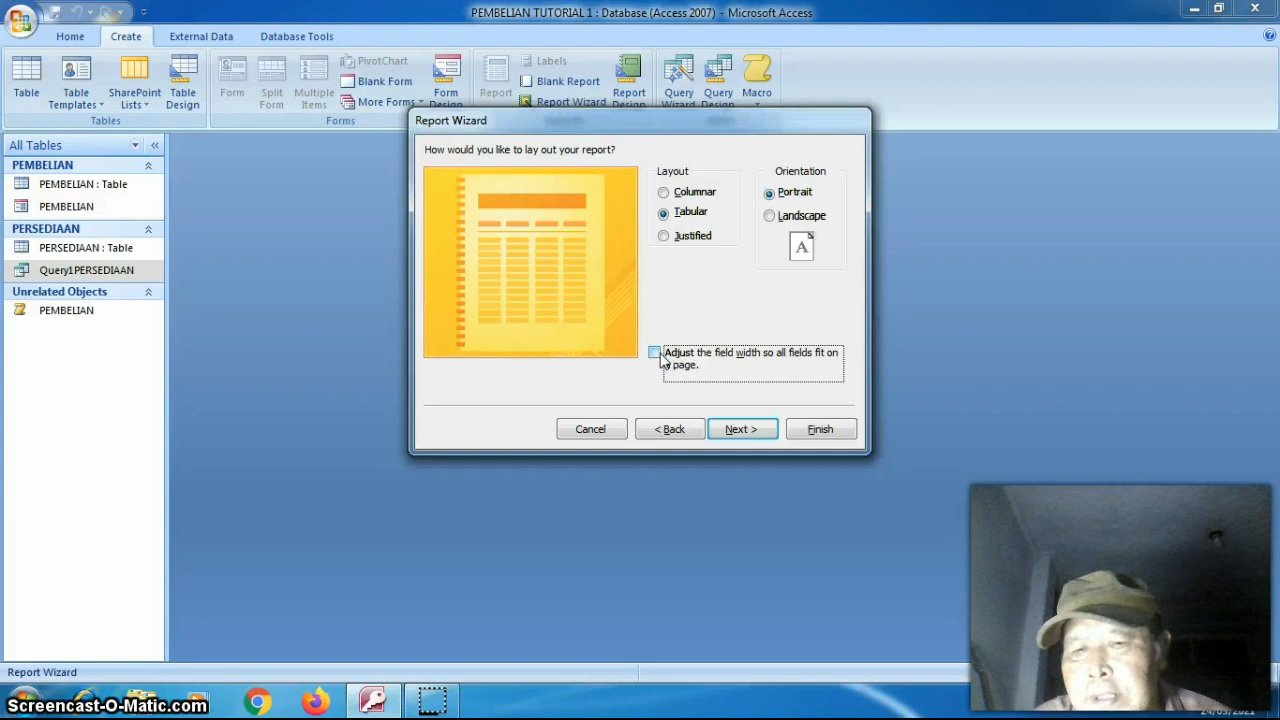 PEMBELIAN TUTORIAL 1 : Database (Access 2007) - Microsoft Access
Home
Create
External Data
Database Tools
Table
Table Templates
SharePoint Lists
Table Design
Tables
Form
Split Form
Multiple Items
PivotChart
Blank Form
More Forms
Form
Forms
Report
Labels
Blank Report
Report Wizard
Report Design
Query Wizard
Query Design
Macro
All Tables
PEMBELIAN
PEMBELIAN : Table
PEMBELIAN
PERSEDIAAN
PERSEDIAAN : Table
Query1PERSEDIAAN
Unrelated Objects
PEMBELIAN
Report Wizard
How would you like to lay out your report?
Layout
Columnar
Tabular
Justified
Orientation
Portrait
Landscape
A
Adjust the field width so all fields fit on
page.
Cancel
< Back
Next >
Finish
Report Wizard
Screencast-O-Matic.com